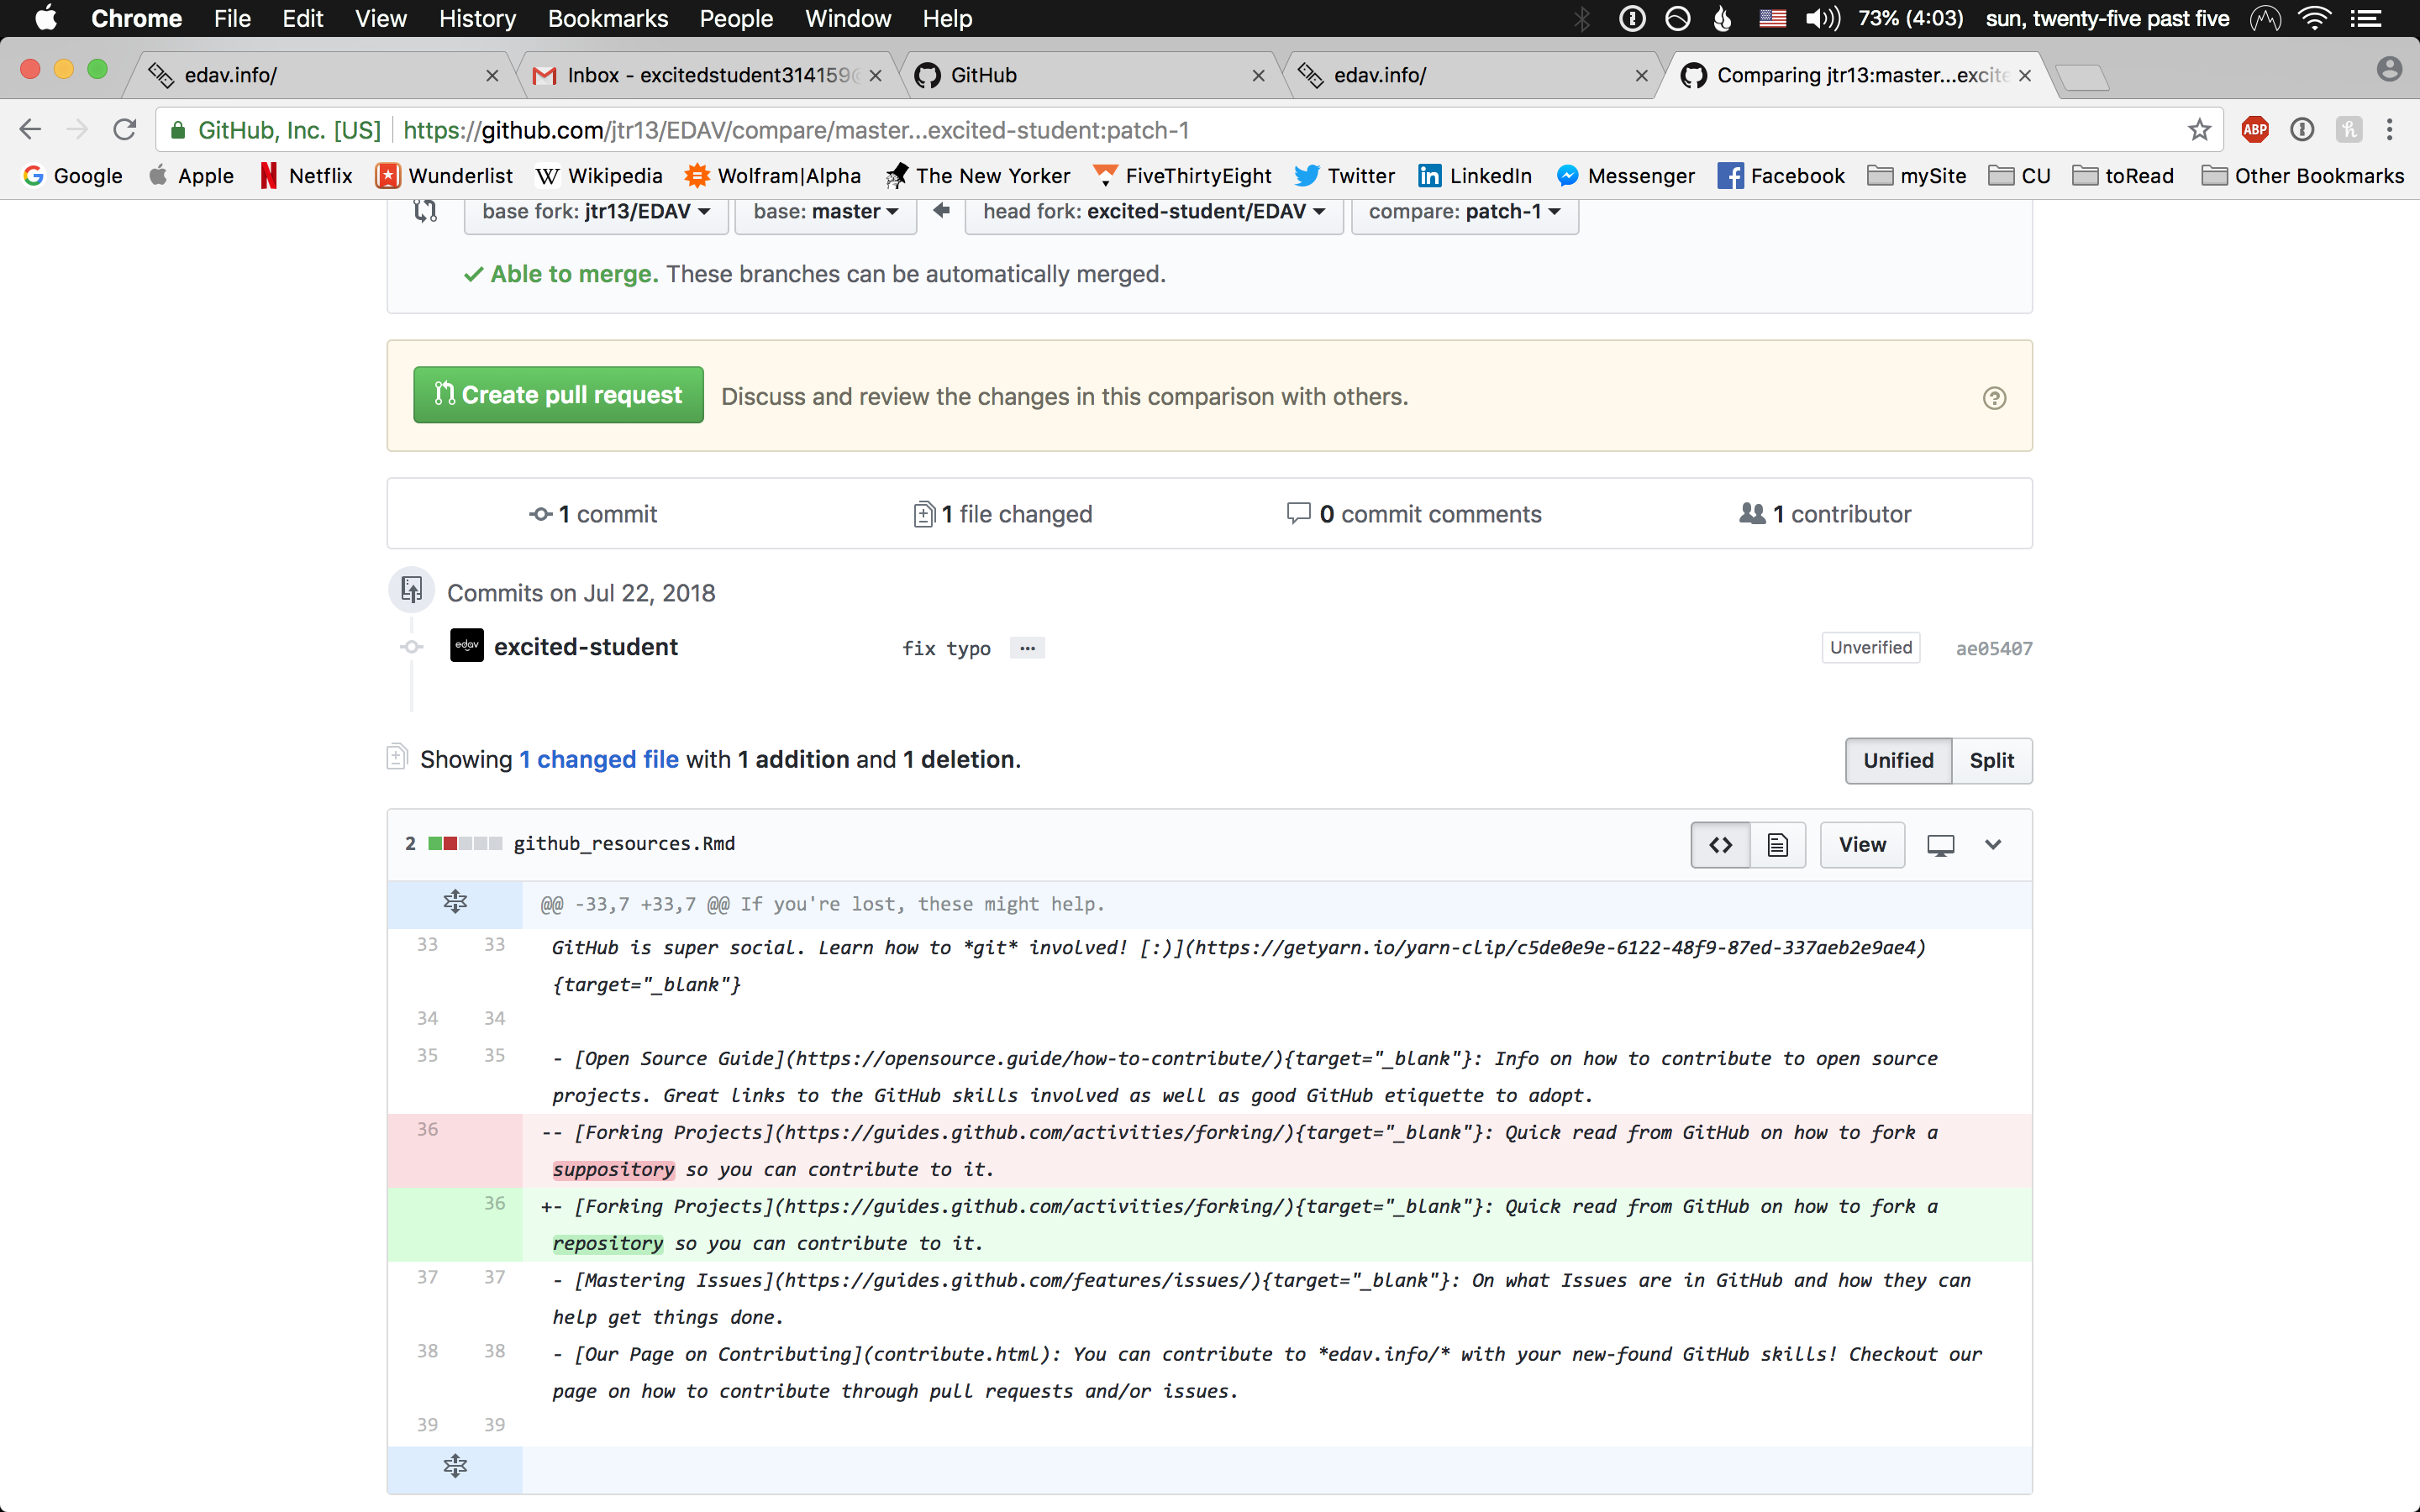 Chrome File Edit View History Bookmarks People Window Help 73% (4:03) sun, twenty-five past five
edav.info/ Inbox - excitedstudent314159 GitHub edav.info/ Comparing jtr13:master...excite
GitHub, Inc. [US] https://github.com/jtr13/EDAV/compare/master...excited-student:patch-1 ABP
Google Apple Netflix Wunderlist Wikipedia Wolfram|Alpha The New Yorker FiveThirtyEight Twitter LinkedIn Messenger Facebook mySite CU toRead Other Bookmarks
base fork: jtr13/EDAV base: master head fork: excited-student/EDAV compare: patch-1
Able to merge. These branches can be automatically merged.
Create pull request Discuss and review the changes in this comparison with others.
1 commit 1 file changed 0 commit comments 1 contributor
Commits on Jul 22, 2018
edav excited-student fix typo ... Unverified ae05407
Showing 1 changed file with 1 addition and 1 deletion. Unified Split
2 github_resources.Rmd <> View
@@ -33,7 +33,7 @@ If you're lost, these might help.
33 33 GitHub is super social. Learn how to *git* involved! [:)](https://getyarn.io/yarn-clip/c5de0e9e-6122-48f9-87ed-337aeb2e9ae4)
{target="_blank"}
34 34
35 35 - [Open Source Guide](https://opensource.guide/how-to-contribute/){target="_blank"}: Info on how to contribute to open source
projects. Great links to the GitHub skills involved as well as good GitHub etiquette to adopt.
36 -- [Forking Projects](https://guides.github.com/activities/forking/){target="_blank"}: Quick read from GitHub on how to fork a
suppository so you can contribute to it.
36 +- [Forking Projects](https://guides.github.com/activities/forking/){target="_blank"}: Quick read from GitHub on how to fork a
repository so you can contribute to it.
37 37 - [Mastering Issues](https://guides.github.com/features/issues/){target="_blank"}: On what Issues are in GitHub and how they can
help get things done.
38 38 - [Our Page on Contributing](contribute.html): You can contribute to *edav.info/* with your new-found GitHub skills! Checkout our
page on how to contribute through pull requests and/or issues.
39 39